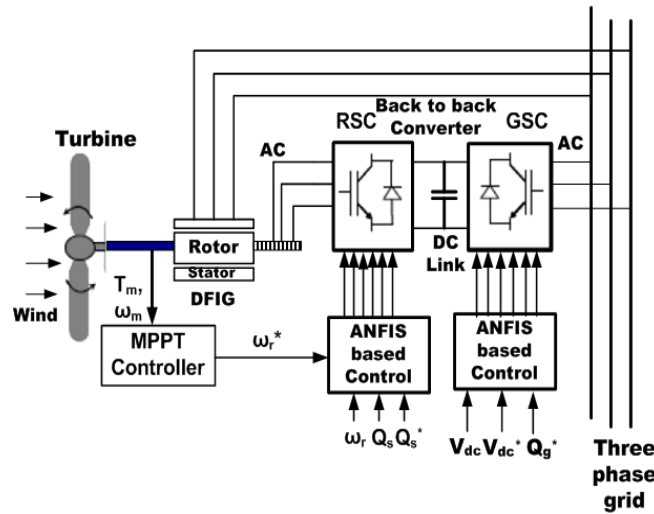 Back to back
RSC
Converter
GSC
Turbine
AC
AC
Rotor
Stator
DFIG
DC
Link
Wind
Tm,
ωm
MPPT
Controller
ωr*
ANFIS
based
Control
ANFIS
based
Control
ωr Qs Qs*
Vdc Vdc* Qg*
Three
phase
grid